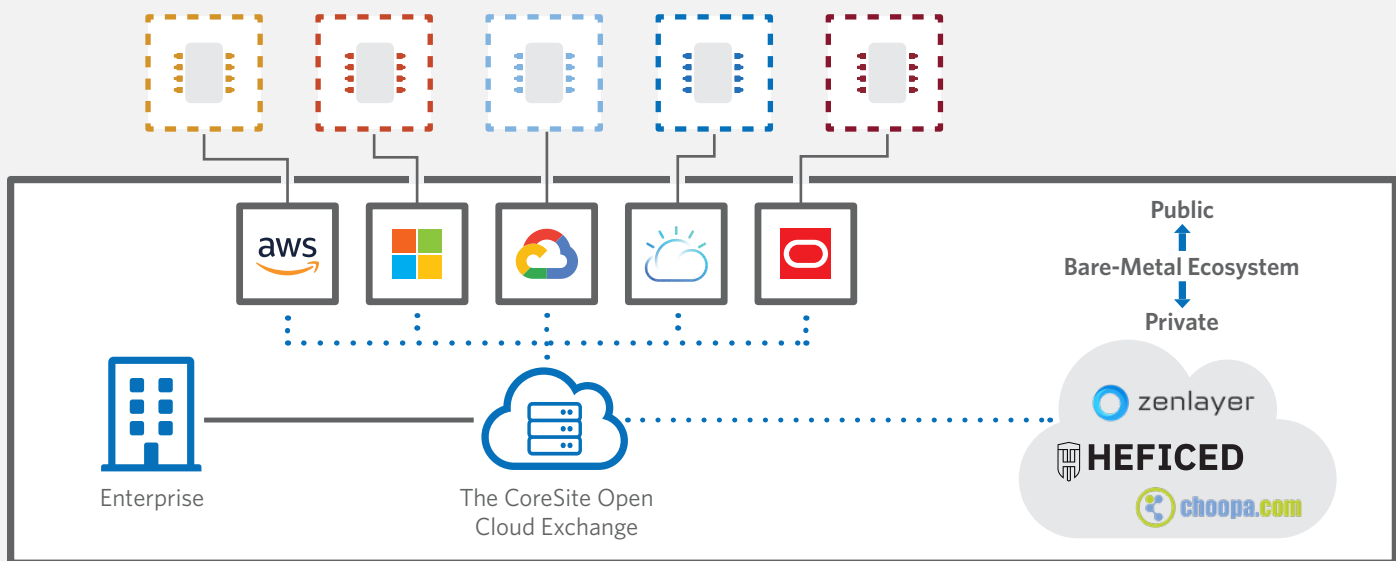 aws
Public
Bare-Metal Ecosystem
Private
zenlayer
HEFICED
choopa.com
Enterprise
The CoreSite Open
Cloud Exchange